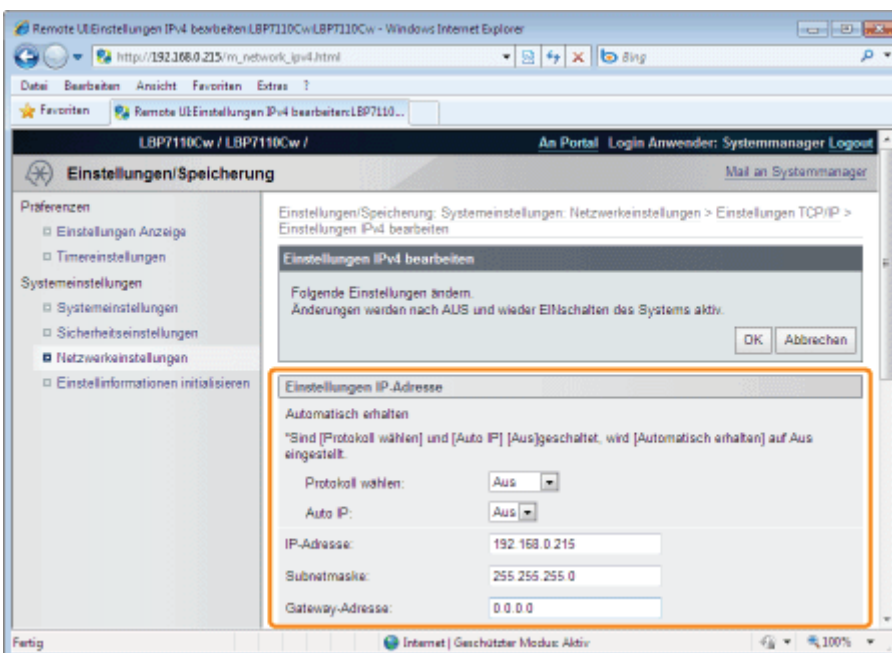 Remote UI:Einstellungen IPv4 bearbeiten:LBP7110Cw:LBP7110Cw - Windows Internet Explorer
http://192.168.0.215/m_network_ipv4.html
Bing
Datei Bearbeiten Ansicht Favoriten Extras ?
Favoriten Remote UI:Einstellungen IPv4 bearbeiten:LBP7110...
LBP7110Cw / LBP7110Cw / An Portal Login Anwender: Systemmanager Logout
Einstellungen/Speicherung Mail an Systemmanager
Präferenzen
Einstellungen Anzeige
Timereinstellungen
Systemeinstellungen
Systemeinstellungen
Sicherheitseinstellungen
Netzwerkeinstellungen
Einstellinformationen initialisieren
Einstellungen/Speicherung: Systemeinstellungen: Netzwerkeinstellungen > Einstellungen TCP/IP >
Einstellungen IPv4 bearbeiten
Einstellungen IPv4 bearbeiten
Folgende Einstellungen ändern.
Änderungen werden nach AUS und wieder EINschalten des Systems aktiv.
OK Abbrechen
Einstellungen IP-Adresse
Automatisch erhalten
*Sind [Protokoll wählen] und [Auto IP] [Aus]geschaltet, wird [Automatisch erhalten] auf Aus
eingestellt.
Protokoll wählen: Aus
Auto IP: Aus
IP-Adresse: 192.168.0.215
Subnetmaske: 255.255.255.0
Gateway-Adresse: 0.0.0.0
Fertig Internet | Geschützter Modus: Aktiv 100%